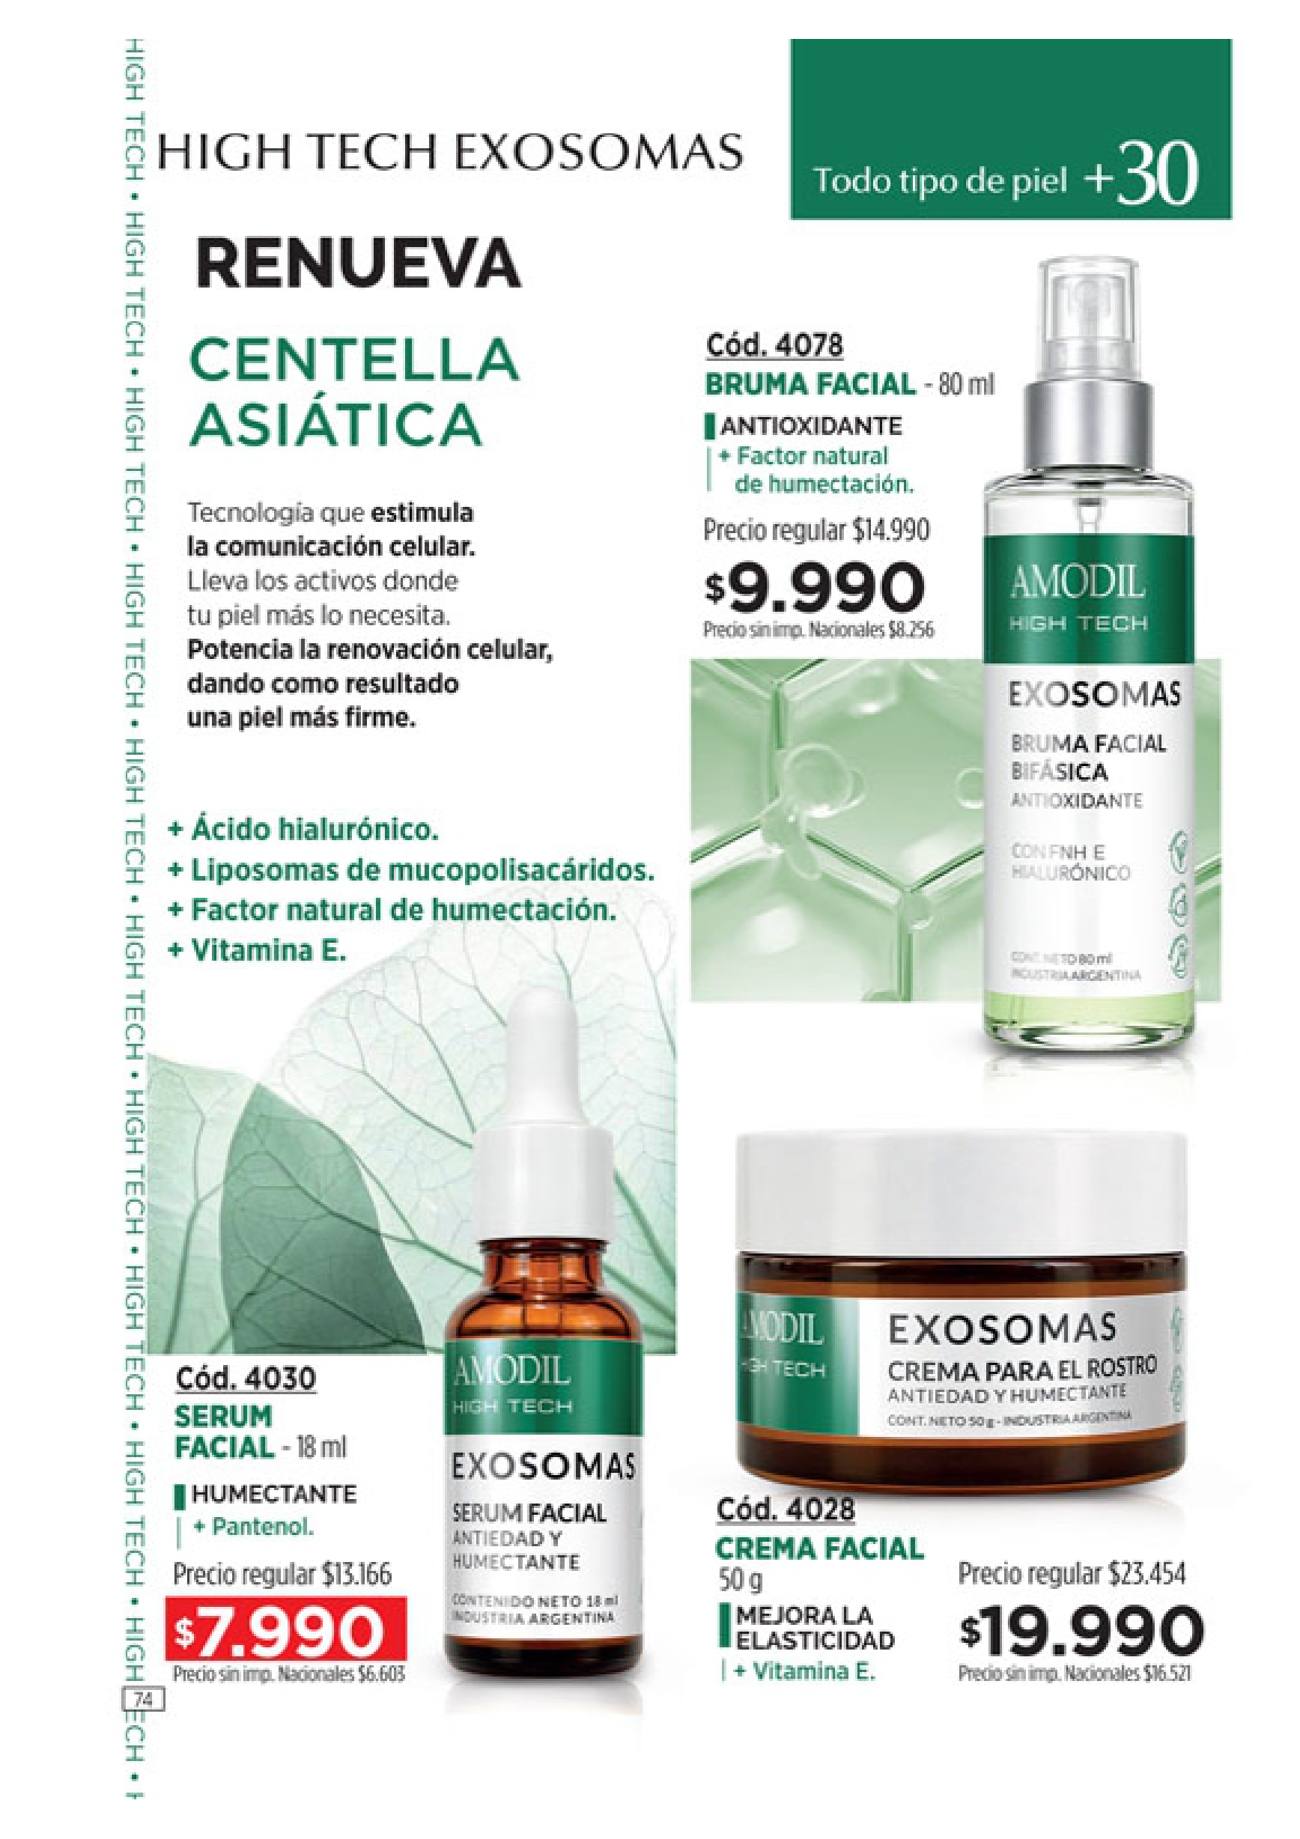 HIGH TECH • HIGH TECH • HIGH TECH • HIGH TECH • HIGH TECH • HIGH TECH • HIGH TECH • HIGH TECH • HIGH TECH • HIGH TECH •
HIGH TECH EXOSOMAS
Todo tipo de piel +30
RENUEVA
CENTELLA
ASIÁTICA
Tecnología que estimula
la comunicación celular.
Lleva los activos donde
tu piel más lo necesita.
Potencia la renovación celular,
dando como resultado
una piel más firme.
+ Ácido hialurónico.
+ Liposomas de mucopolisacáridos.
+ Factor natural de humectación.
+ Vitamina E.
Cód. 4078
BRUMA FACIAL - 80 ml
ANTIOXIDANTE
+ Factor natural
de humectación.
Precio regular $14.990
$9.990
Precio sin imp. Nacionales $8.256
AMODIL
HIGH TECH
EXOSOMAS
BRUMA FACIAL
BIFÁSICA
ANTIOXIDANTE
CON FNH E
HIALURÓNICO
CONT. NETO 80 ml
INDUSTRIA ARGENTINA
Cód. 4030
SERUM
FACIAL - 18 ml
HUMECTANTE
+ Pantenol.
Precio regular $13.166
$7.990
Precio sin imp. Nacionales $6.603
AMODIL
HIGH TECH
EXOSOMAS
SERUM FACIAL
ANTIEDAD Y
HUMECTANTE
CONTENIDO NETO 18 ml
INDUSTRIA ARGENTINA
AMODIL
HIGH TECH
EXOSOMAS
CREMA PARA EL ROSTRO
ANTIEDAD Y HUMECTANTE
CONT. NETO 50 g - INDUSTRIA ARGENTINA
Cód. 4028
CREMA FACIAL
50 g
MEJORA LA
ELASTICIDAD
+ Vitamina E.
Precio regular $23.454
$19.990
Precio sin imp. Nacionales $16.521
74